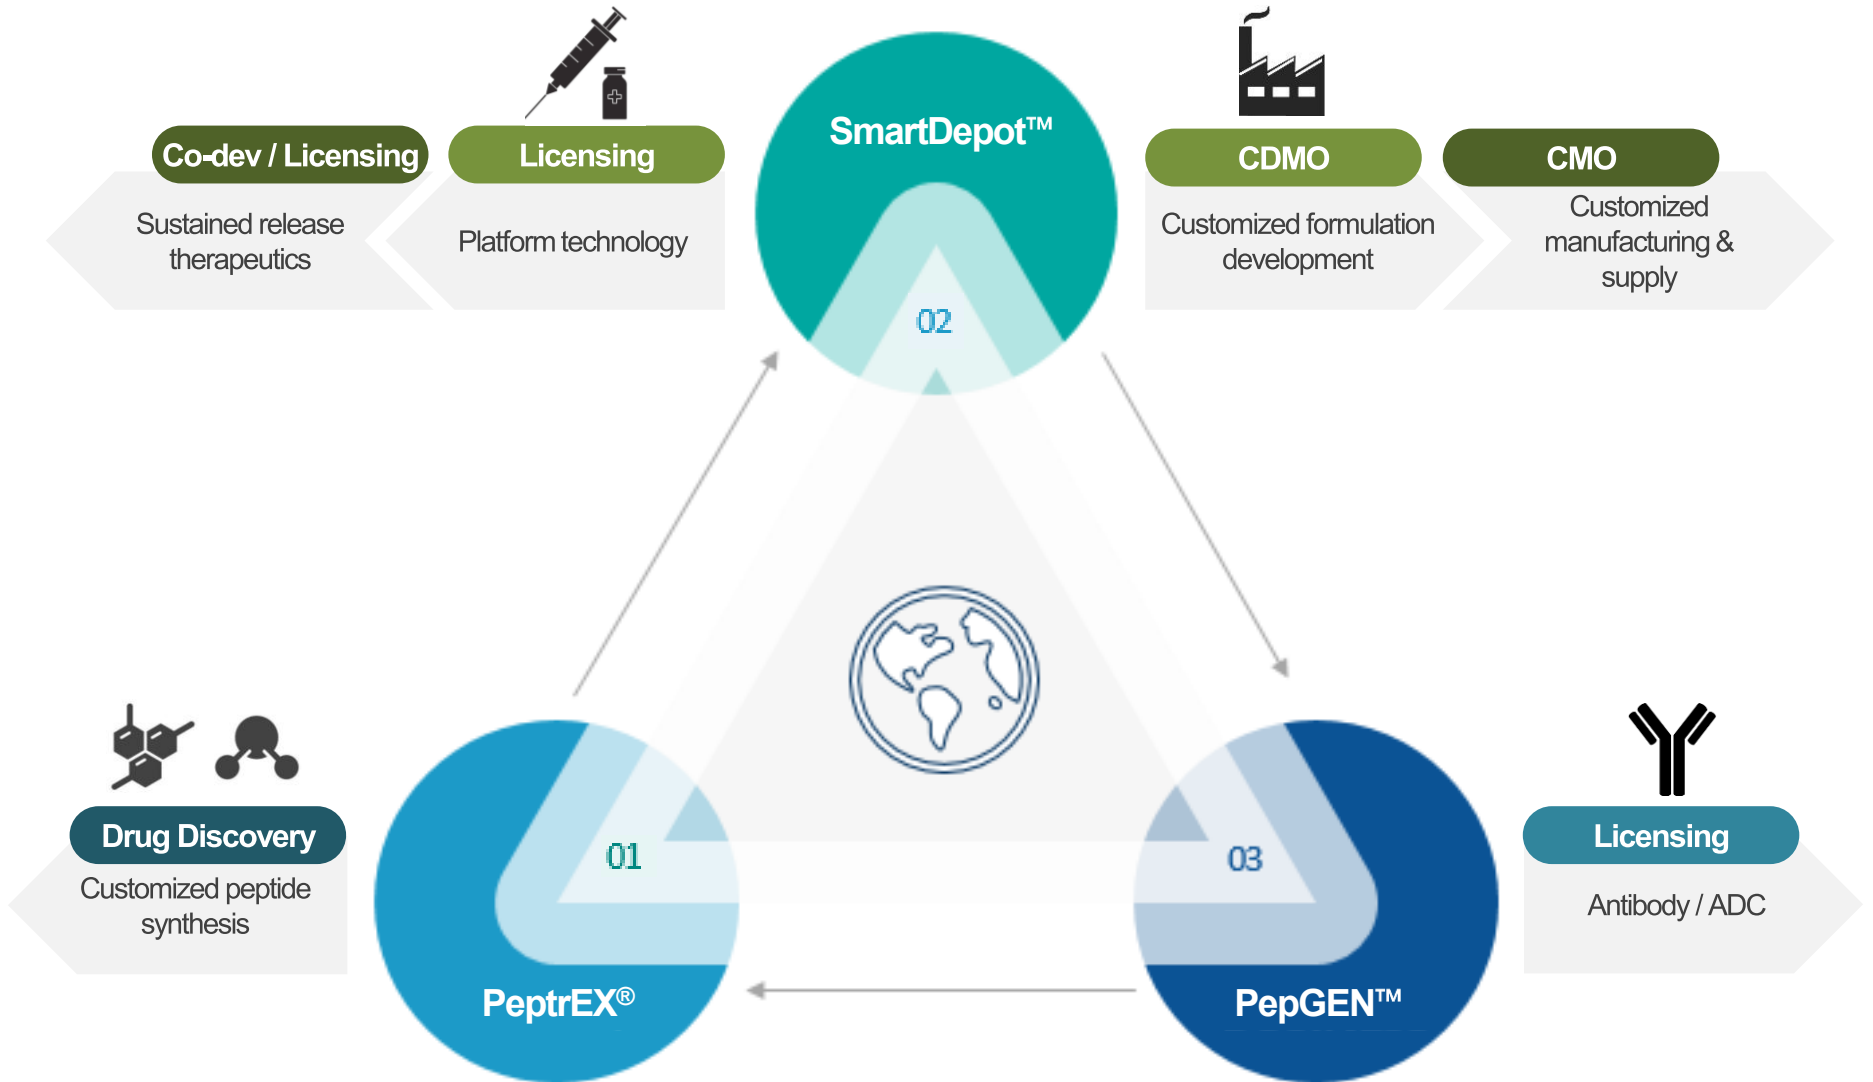 SmartDepot™
Co-dev / Licensing
Sustained release
therapeutics
Licensing
Platform technology
CDMO
Customized formulation
development
CMO
Customized
manufacturing &
supply
02
Drug Discovery
Customized peptide
synthesis
01
PeptrEX®
03
PepGEN™
Licensing
Antibody / ADC